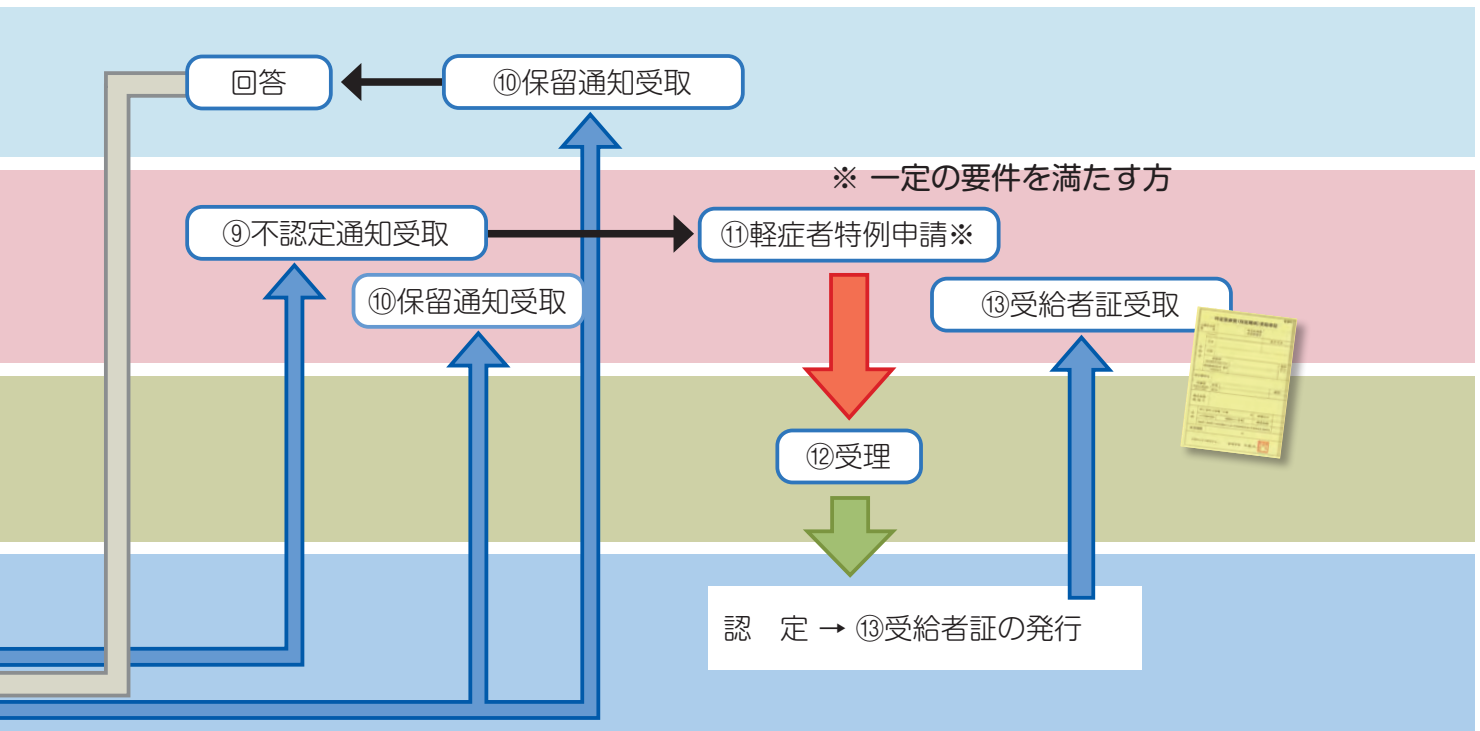 回答
⑩保留通知受取
※ 一定の要件を満たす方
⑨不認定通知受取
⑪軽症者特例申請※
⑩保留通知受取
⑬受給者証受取
⑫受理
認　定 → ⑬受給者証の発行